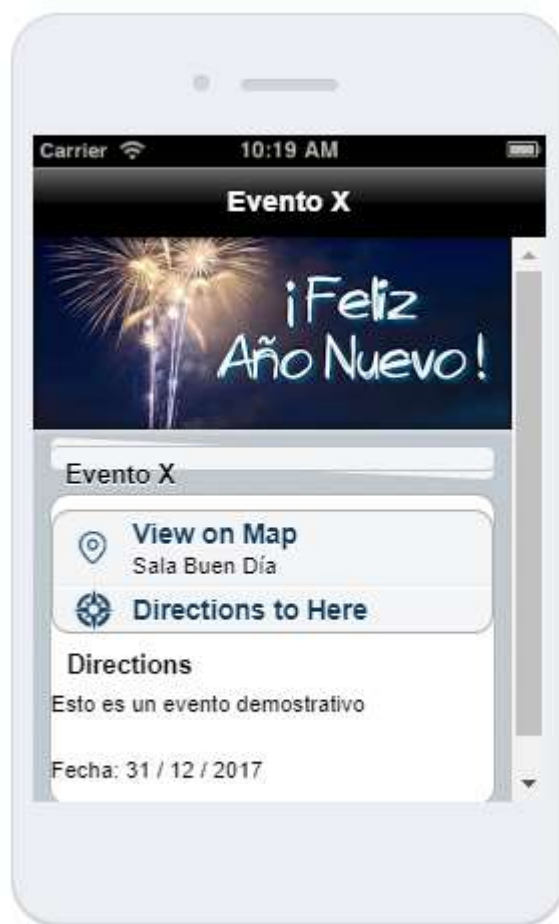 Carrier 10:19 AM
Evento X
¡Feliz
Año Nuevo!
Evento X
View on Map
Sala Buen Día
Directions to Here
Directions
Esto es un evento demostrativo
Fecha: 31 / 12 / 2017